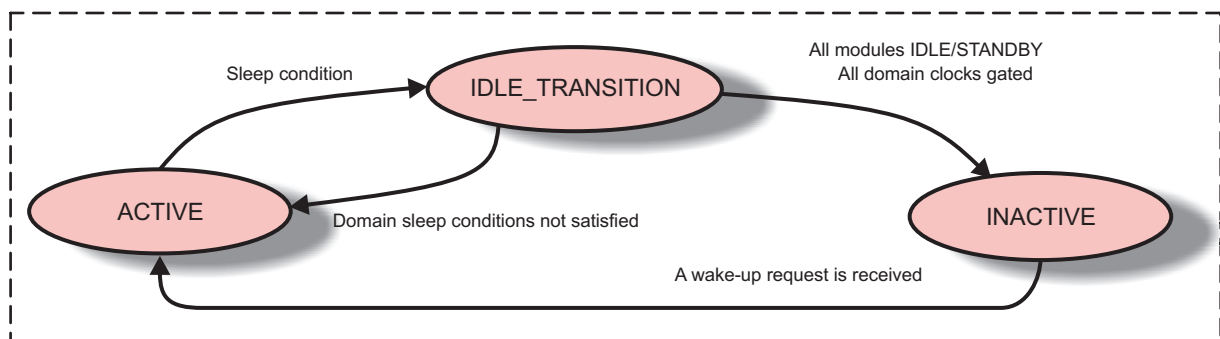 All modules IDLE/STANDBY
All domain clocks gated
Sleep condition
IDLE_TRANSITION
ACTIVE
Domain sleep conditions not satisfied
INACTIVE
A wake-up request is received